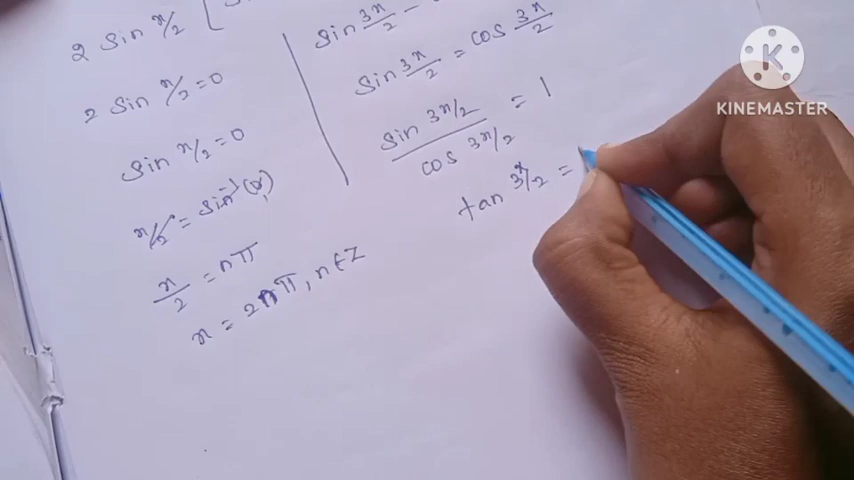 2 Sin x/2 [
2 Sin x/2 = 0
Sin x/2 = 0
x/2 = Sin⁻¹(0)
x/2 = nπ
x = 2nπ, n∈Z
Sin 3x/2 -
Sin 3x/2 = cos 3x/2
sin 3x/2 / cos 3x/2 = 1
tan 3x/2 =
K
KINEMASTER